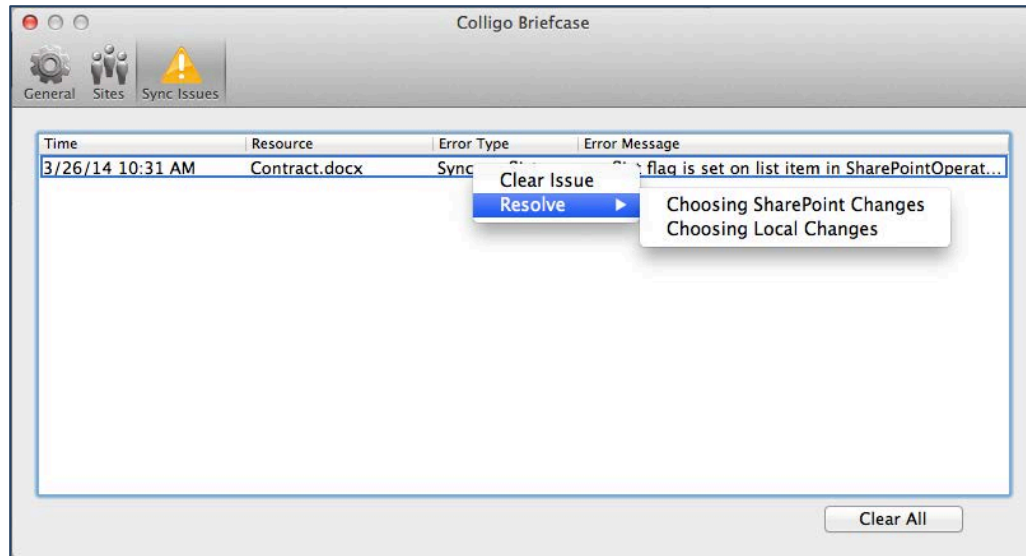 Colligo Briefcase
General Sites Sync Issues
Time Resource Error Type Error Message
3/26/14 10:31 AM Contract.docx Sync flag is set on list item in SharePointOperat...
Clear Issue
Resolve
Choosing SharePoint Changes
Choosing Local Changes
Clear All